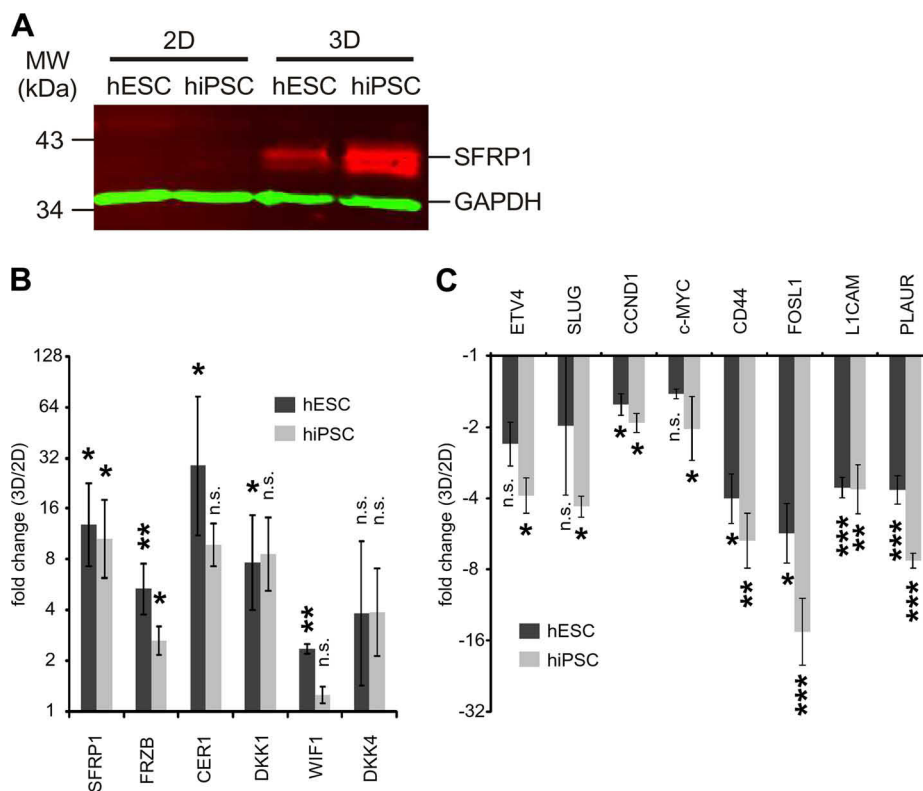 A
2D 3D
MW
(kDa)
hESC hiPSC hESC hiPSC
43
34
SFRP1
GAPDH
B
fold change (3D/2D)
128
64
32
16
8
4
2
1
hESC
hiPSC
*
*
**
*
*
n.s.
*
n.s.
**
n.s.
n.s.
n.s.
SFRP1
FRZB
CER1
DKK1
WIF1
DKK4
C
ETV4
SLUG
CCND1
c-MYC
CD44
FOSL1
L1CAM
PLAUR
fold change (3D/2D)
-1
-2
-4
-8
-16
-32
n.s.
*
n.s.
*
*
*
n.s.
*
*
**
*
***
***
**
***
***
hESC
hiPSC